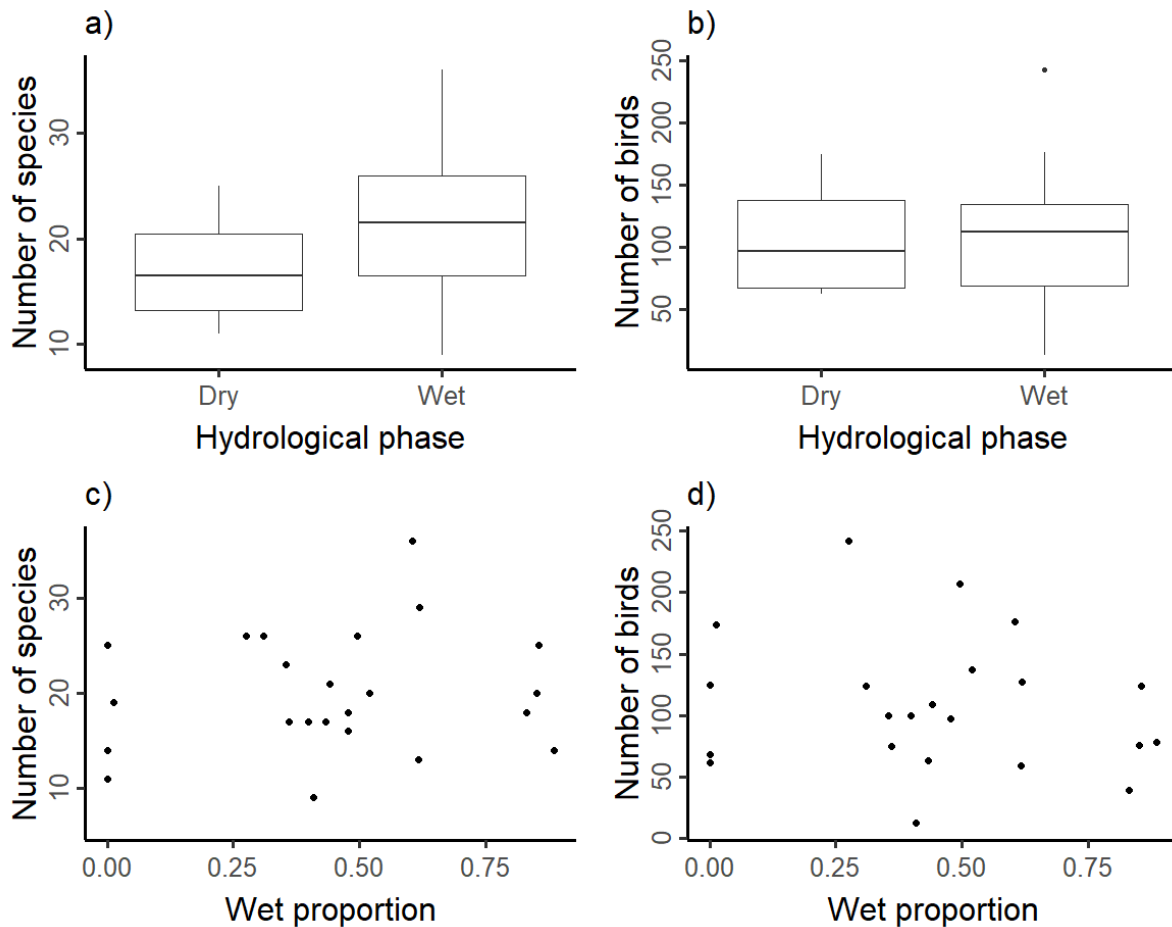 a)
Number of species
30
20
10
Dry Wet
Hydrological phase
b)
Number of birds
250
200
150
100
50
Dry Wet
Hydrological phase
c)
Number of species
30
20
10
0.00 0.25 0.50 0.75
Wet proportion
d)
Number of birds
250
200
150
100
50
0
0.00 0.25 0.50 0.75
Wet proportion